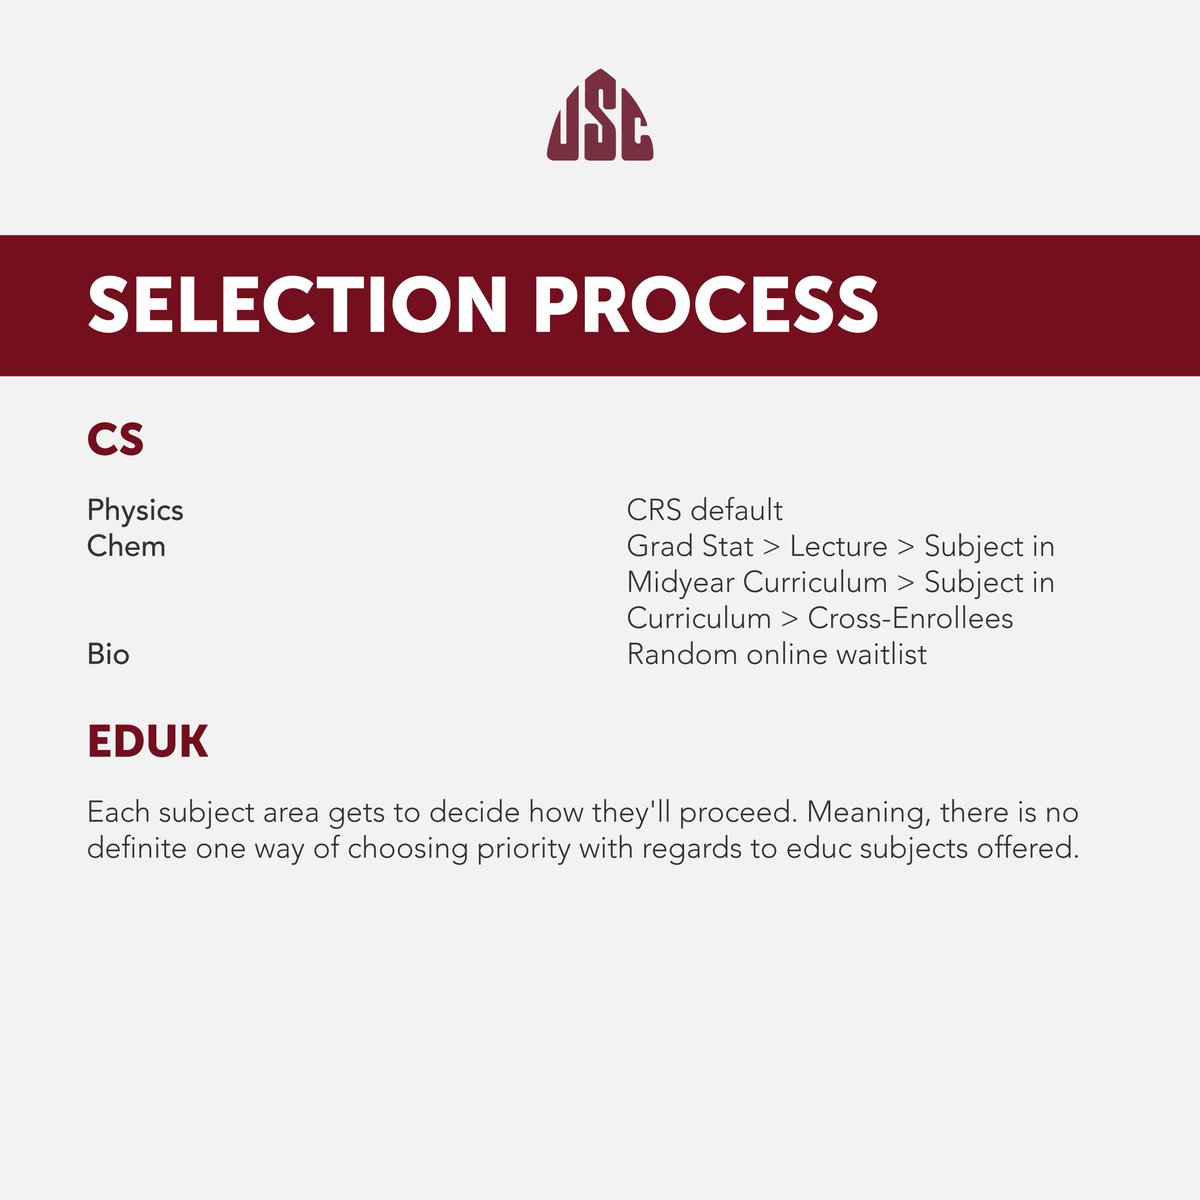 USC
SELECTION PROCESS
CS
Physics CRS default
Chem Grad Stat > Lecture > Subject in
Midyear Curriculum > Subject in
Curriculum > Cross-Enrollees
Bio Random online waitlist
EDUK
Each subject area gets to decide how they'll proceed. Meaning, there is no
definite one way of choosing priority with regards to educ subjects offered.